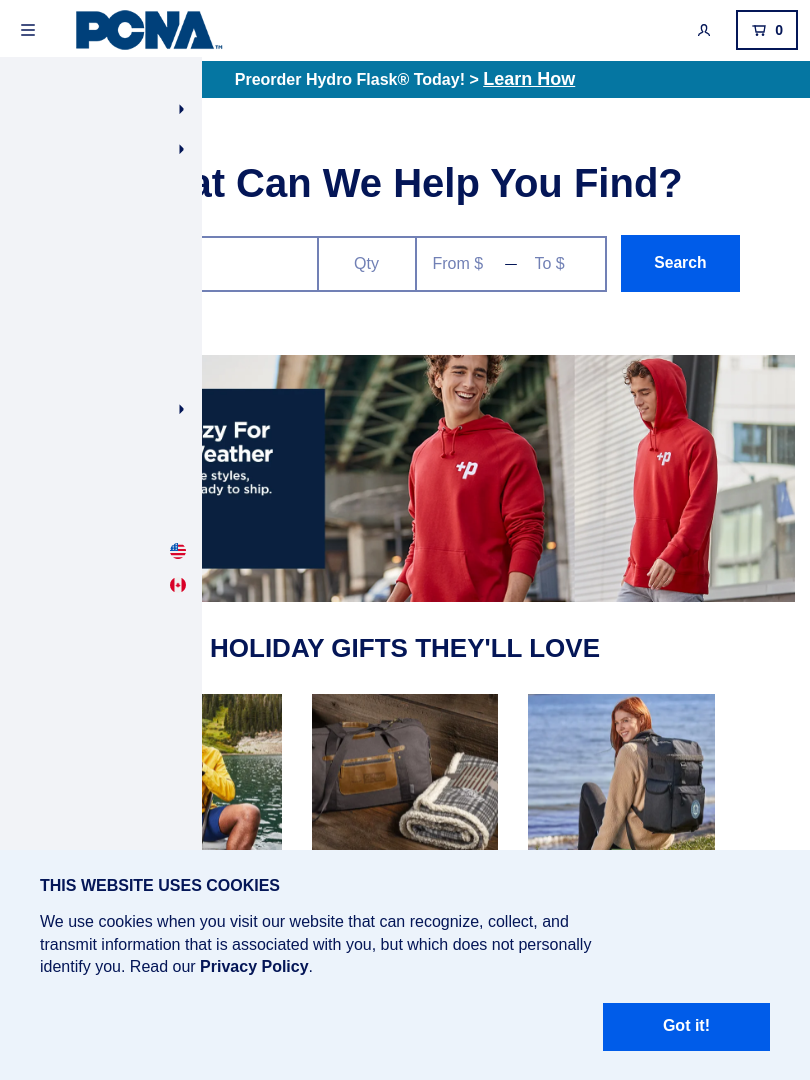 PCNA™
0
Preorder Hydro Flask® Today! > Learn How
at Can We Help You Find?
Qty
From $ — To $
Search
zy For
eather
e styles,
ady to ship.
+p
+p
HOLIDAY GIFTS THEY'LL LOVE
THIS WEBSITE USES COOKIES
We use cookies when you visit our website that can recognize, collect, and
transmit information that is associated with you, but which does not personally
identify you. Read our Privacy Policy.
Got it!